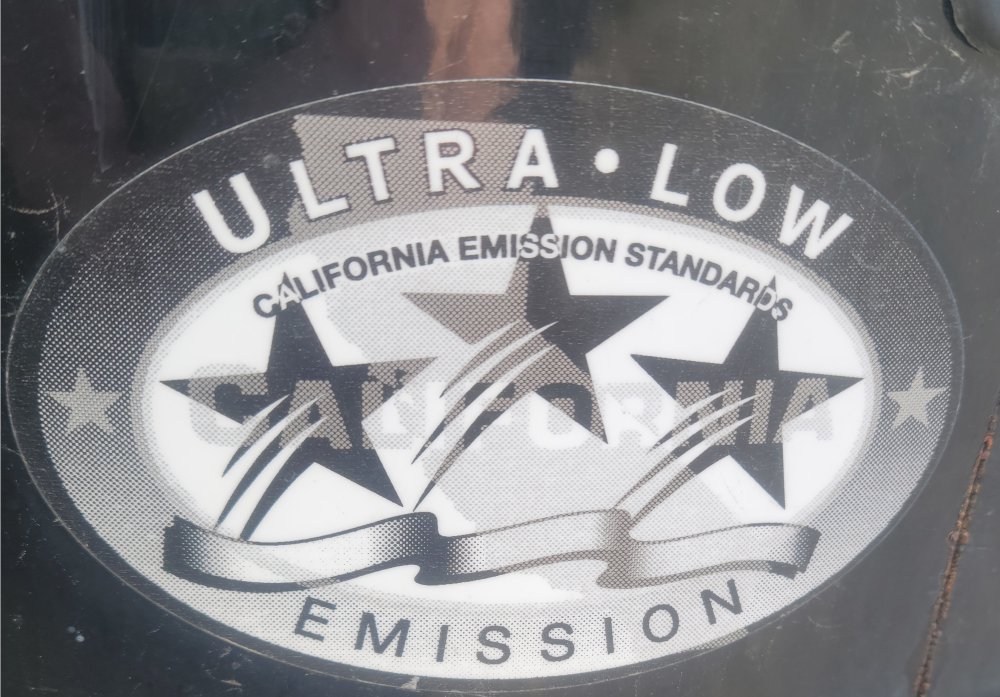 ULTRA • LOW
CALIFORNIA EMISSION STANDARDS
CALIFORNIA
EMISSION